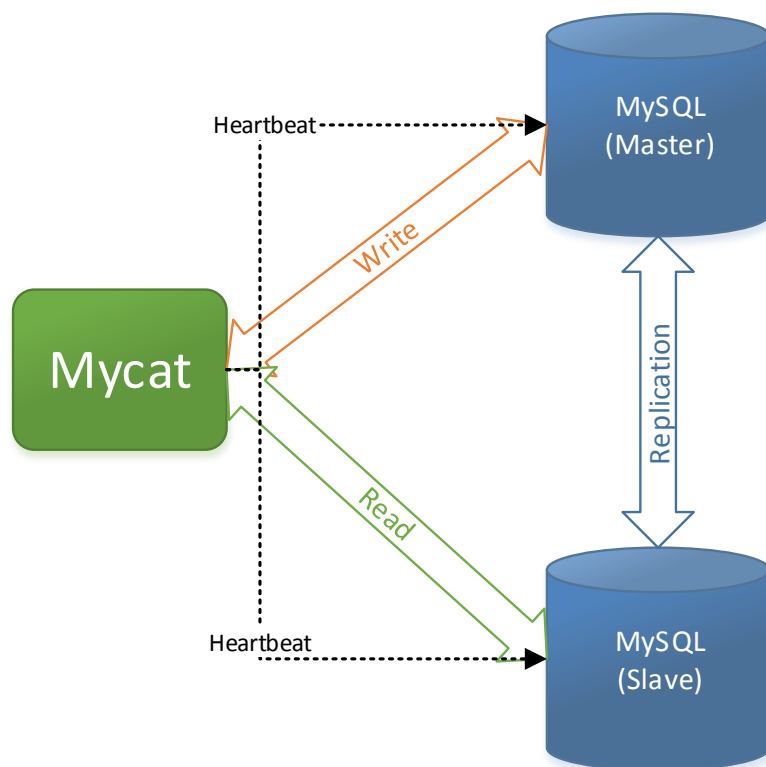 MySQL
(Master)
Heartbeat
Write
Mycat
Replication
Read
Heartbeat
MySQL
(Slave)